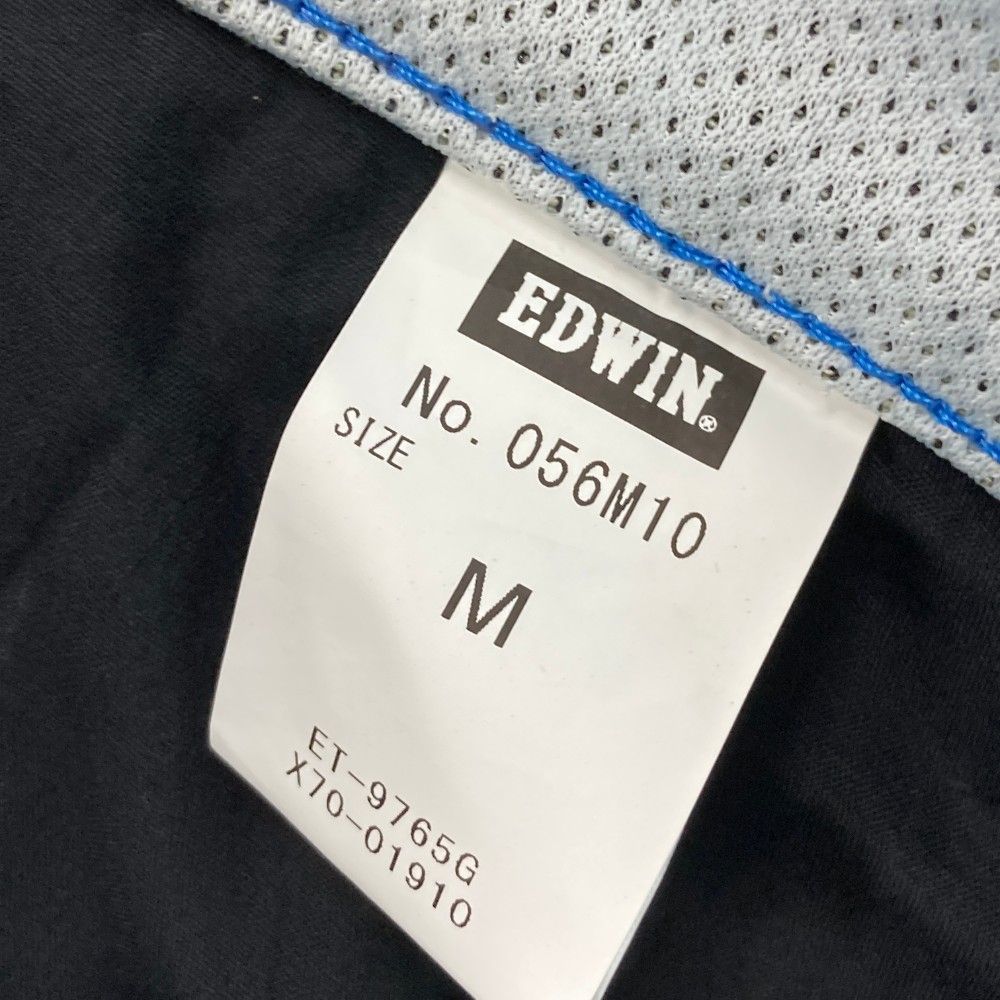 EDWIN®
No. 056M10
SIZE
M
ET-9765G
X70-01910